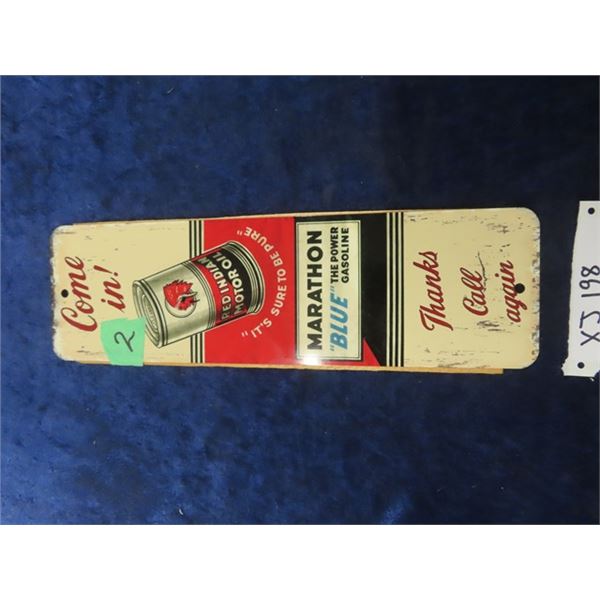 Come
in!
2
RED INDIAN
MOTOR OIL
"IT'S SURE TO BE PURE"
MARATHON
"BLUE" THE POWER
GASOLINE
Thanks
Call
again
XJ 198